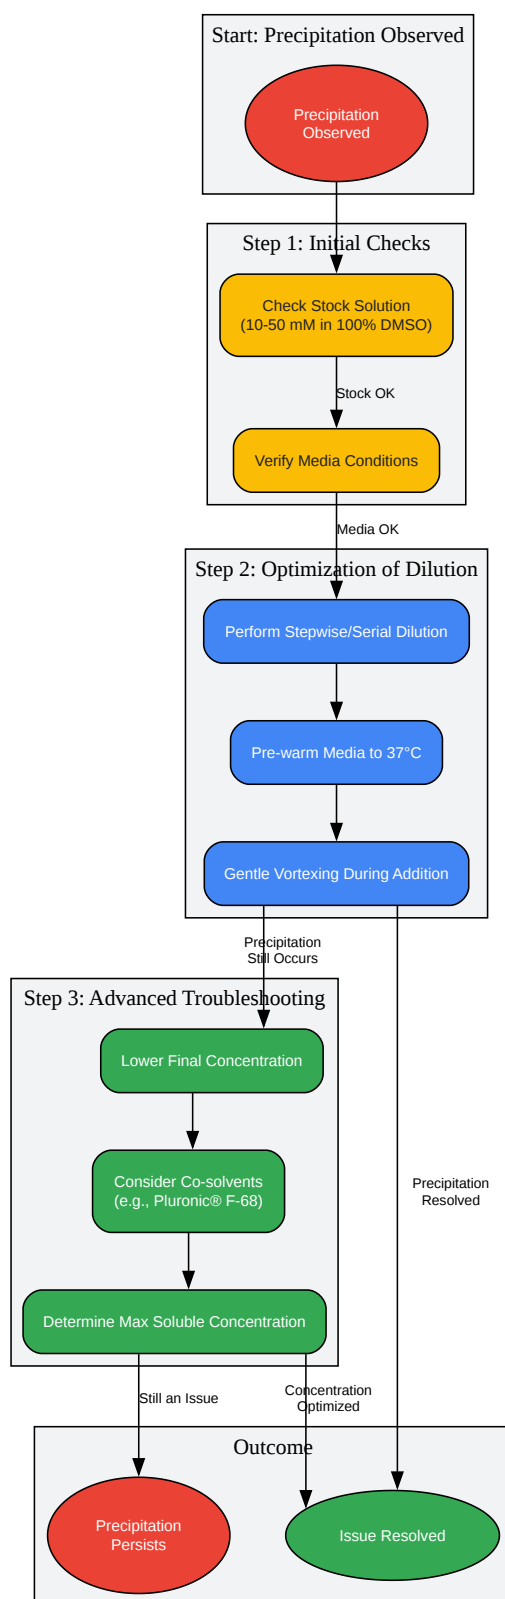 Start: Precipitation Observed
Precipitation
Observed
Step 1: Initial Checks
Check Stock Solution
(10-50 mM in 100% DMSO)
Stock OK
Verify Media Conditions
Media OK
Step 2: Optimization of Dilution
Perform Stepwise/Serial Dilution
Pre-warm Media to 37°C
Gentle Vortexing During Addition
Precipitation
Still Occurs
Step 3: Advanced Troubleshooting
Lower Final Concentration
Consider Co-solvents
(e.g., Pluronic® F-68)
Precipitation
Resolved
Determine Max Soluble Concentration
Still an Issue
Concentration
Optimized
Outcome
Precipitation
Persists
Issue Resolved